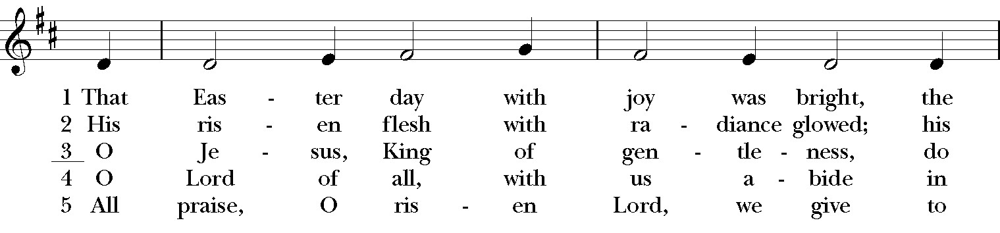 1 That Eas - ter day with joy was bright, the
2 His ris - en flesh with ra - diance glowed; his
3 O Je - sus, King of gen - tle - ness, do
4 O Lord of all, with us a - bide in
5 All praise, O ris - en Lord, we give to